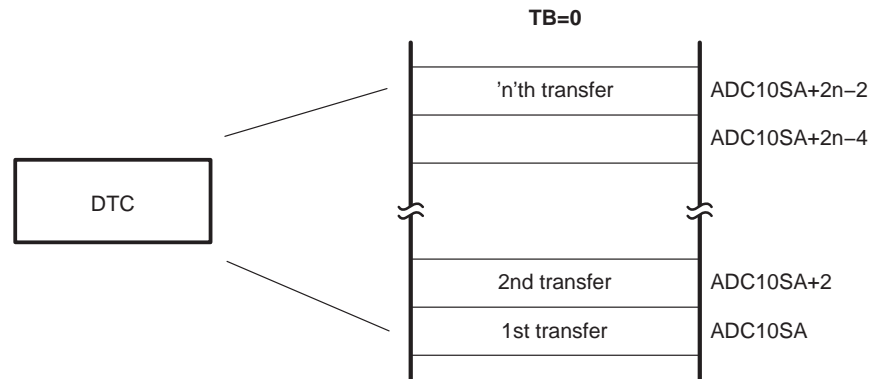 TB=0
’n’th transfer ADC10SA+2n−2
ADC10SA+2n−4
DTC
2nd transfer ADC10SA+2
1st transfer ADC10SA